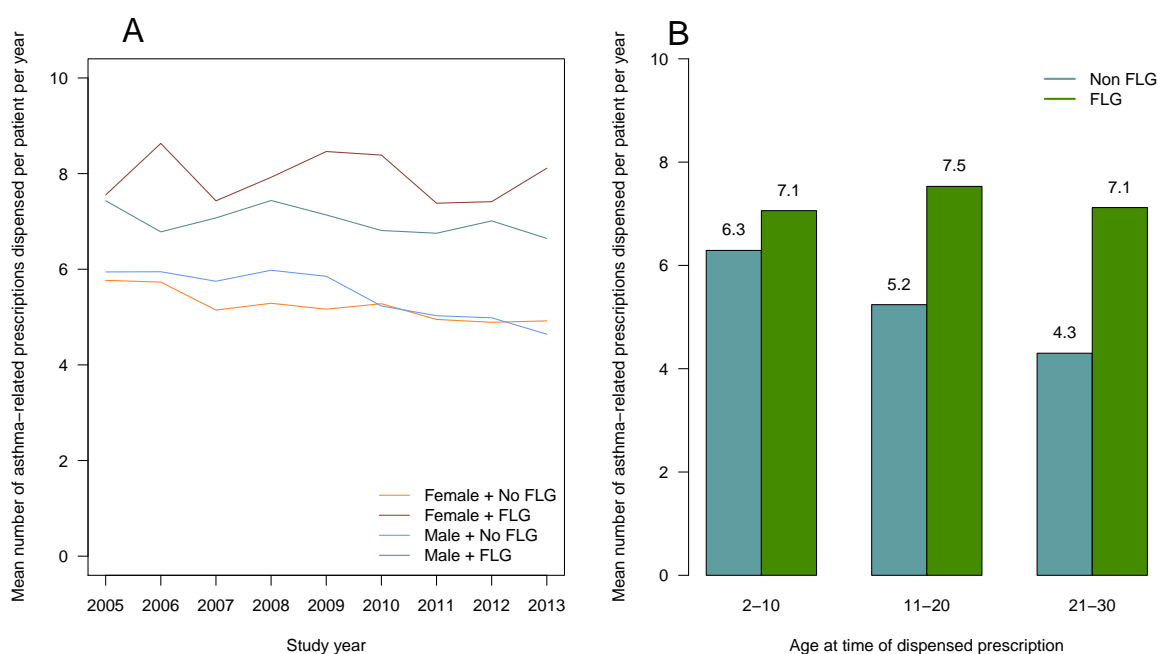 A
Mean number of asthma−related prescriptions dispensed per patient per year
10
8
6
4
2
0
Female + No FLG
Female + FLG
Male + No FLG
Male + FLG
2005 2006 2007 2008 2009 2010 2011 2012 2013
Study year
B
Mean number of asthma−related prescriptions dispensed per patient per year
10
8
6
4
2
0
Non FLG
FLG
6.3 7.1
5.2 7.5
4.3 7.1
2−10 11−20 21−30
Age at time of dispensed prescription